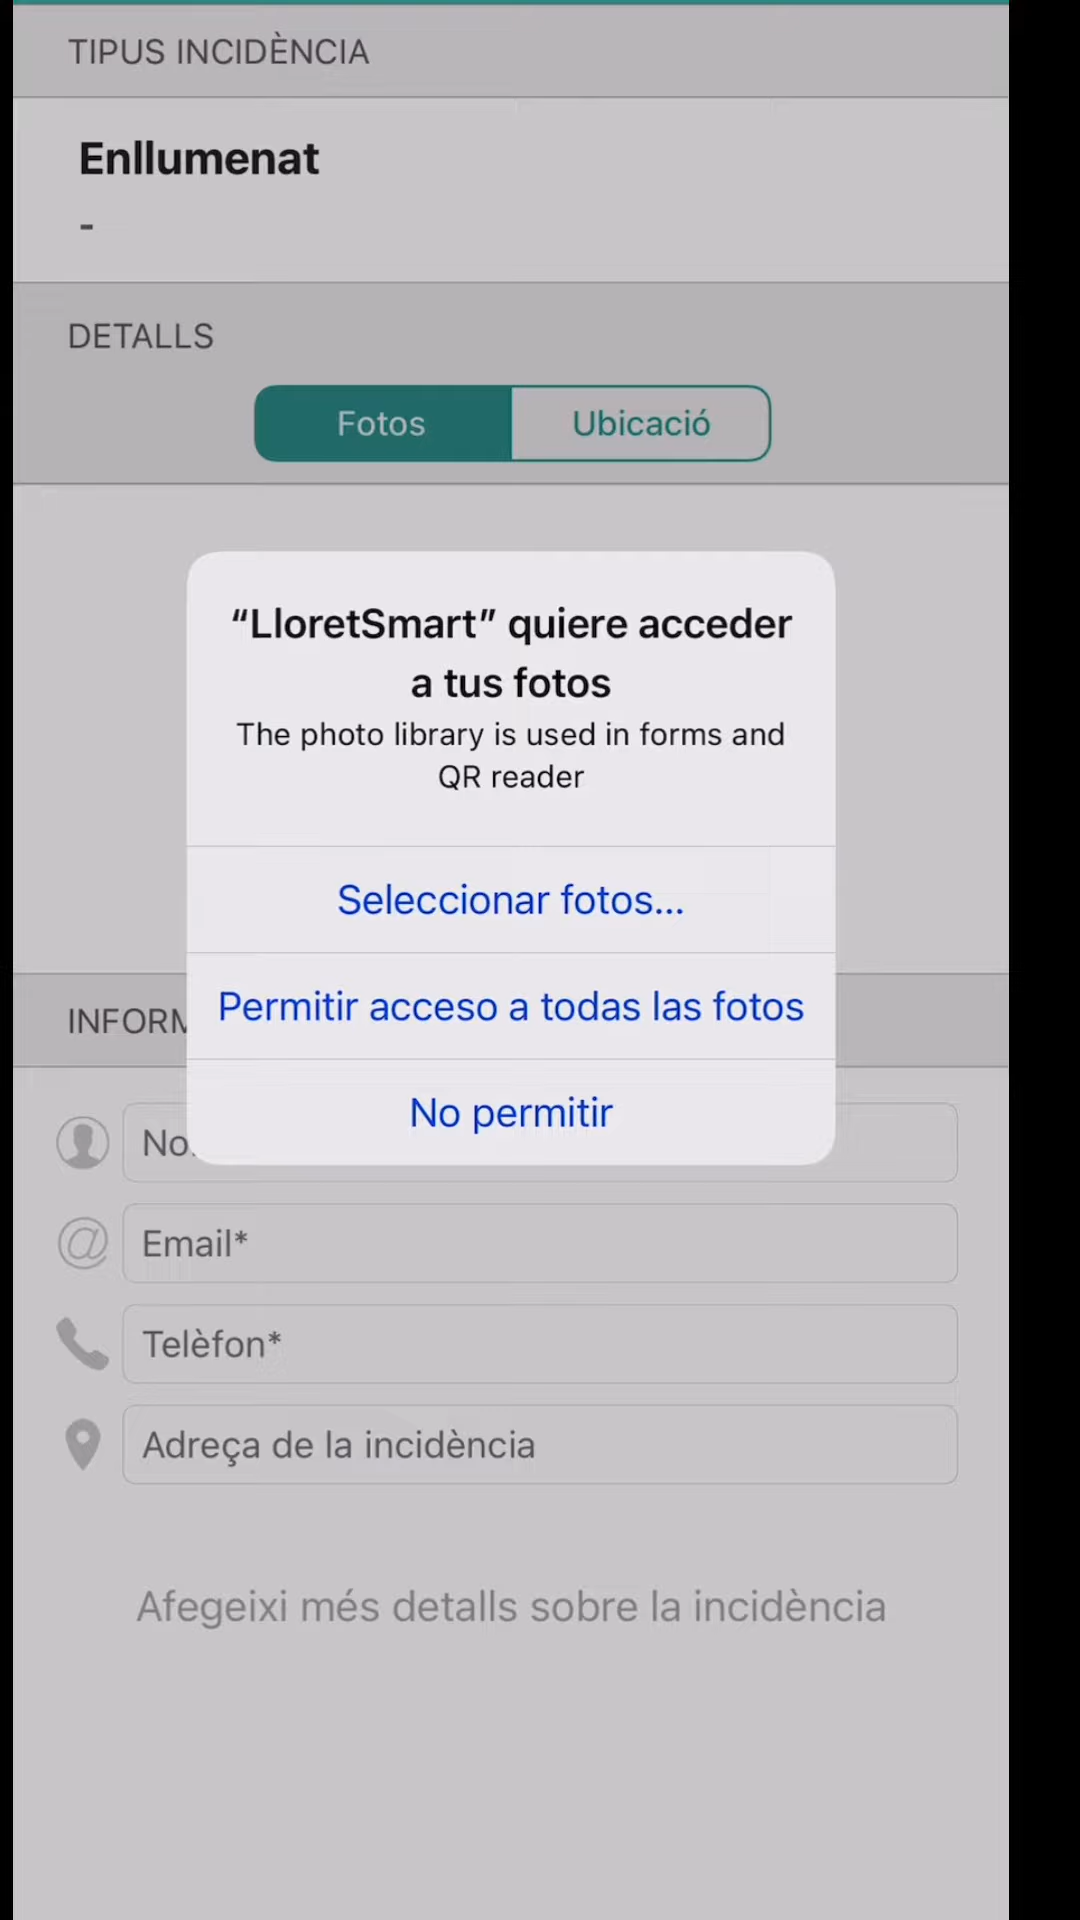 TIPUS INCIDÈNCIA
Enllumenat
-
DETALLS
Fotos
Ubicació
“LloretSmart” quiere acceder
a tus fotos
The photo library is used in forms and
QR reader
Seleccionar fotos...
Permitir acceso a todas las fotos
No permitir
Email*
Telèfon*
Adreça de la incidència
Afegeixi més detalls sobre la incidència